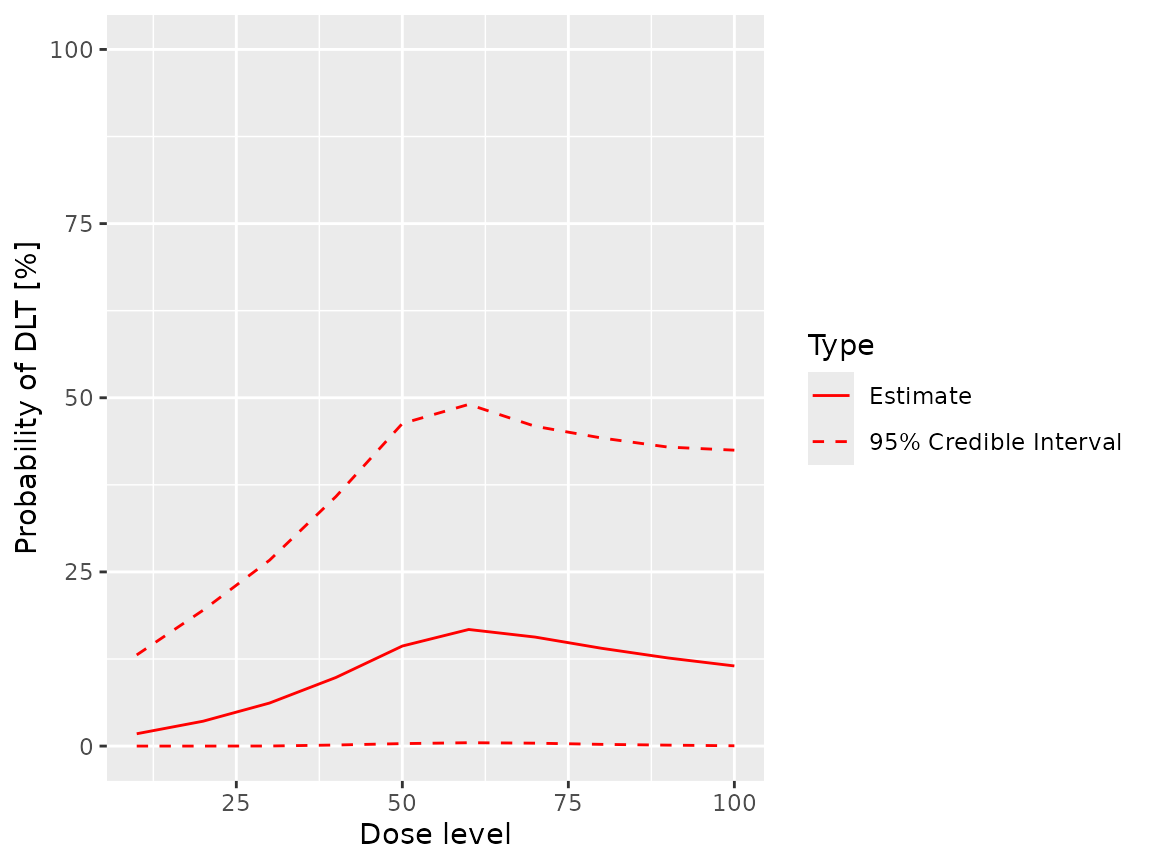 100
75
50
25
0
Probability of DLT [%]
25 50 75 100
Dose level
Type
Estimate
95% Credible Interval